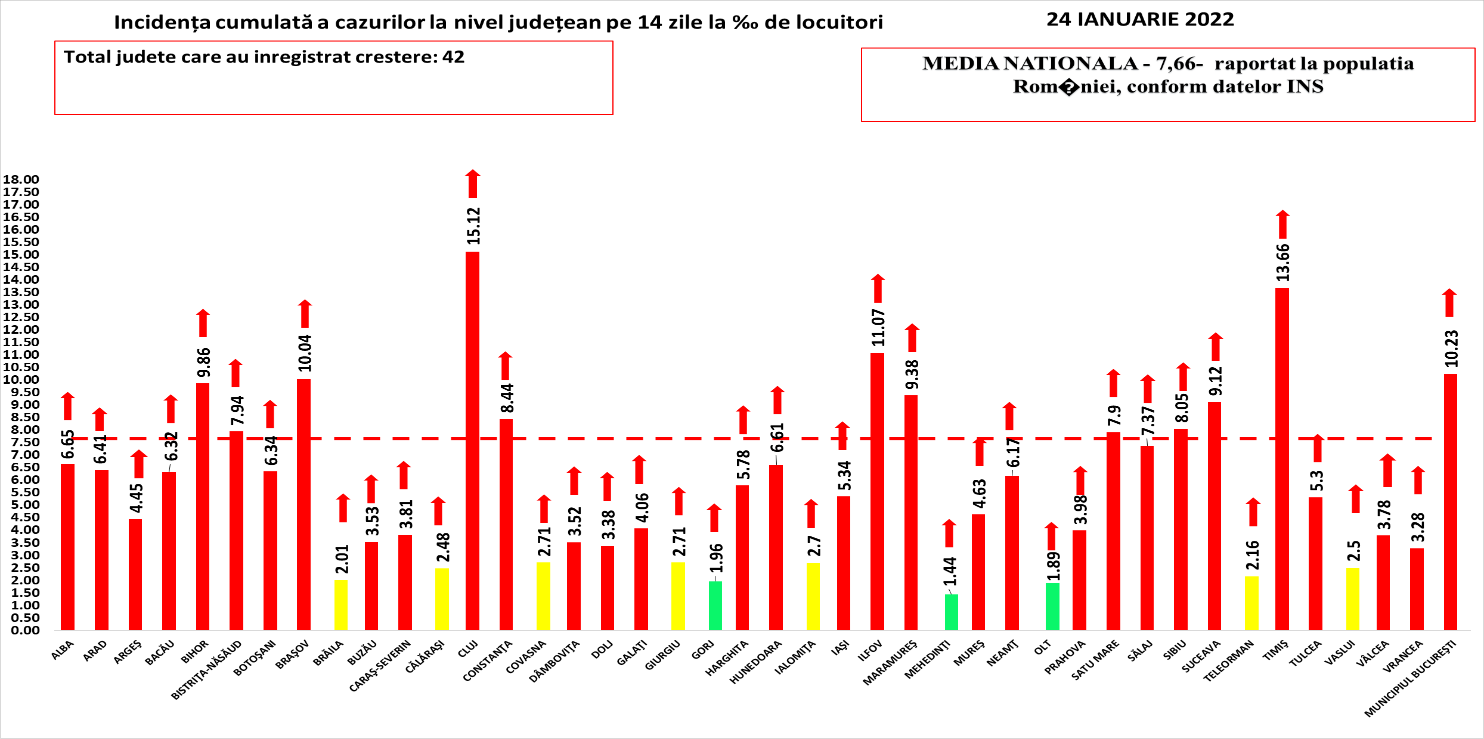 Incidența cumulată a cazurilor la nivel județean pe 14 zile la ‰ de locuitori
24 IANUARIE 2022
Total judete care au inregistrat crestere: 42
MEDIA NATIONALA - 7,66- raportat la populatia
Rom�niei, conform datelor INS
18.00
17.50
17.00
16.50
16.00
15.50
15.00
14.50
14.00
13.50
13.00
12.50
12.00
11.50
11.00
10.50
10.00
9.50
9.00
8.50
8.00
7.50
7.00
6.50
6.00
5.50
5.00
4.50
4.00
3.50
3.00
2.50
2.00
1.50
1.00
0.50
0.00
6.65
6.41
4.45
6.32
9.86
7.94
6.34
10.04
2.01
3.53
3.81
2.48
15.12
8.44
2.71
3.52
3.38
4.06
2.71
1.96
5.78
6.61
2.7
5.34
11.07
9.38
1.44
4.63
6.17
1.89
3.98
7.9
7.37
8.05
9.12
2.16
13.66
5.3
2.5
3.78
3.28
10.23
ALBA
ARAD
ARGEȘ
BACĂU
BIHOR
BISTRIȚA-NĂSĂUD
BOTOȘANI
BRAȘOV
BRĂILA
BUZĂU
CARAȘ-SEVERIN
CĂLĂRAȘI
CLUJ
CONSTANȚA
COVASNA
DÂMBOVIȚA
DOLJ
GALAȚI
GIURGIU
GORJ
HARGHITA
HUNEDOARA
IALOMIȚA
IAȘI
ILFOV
MARAMUREȘ
MEHEDINȚI
MUREȘ
NEAMȚ
OLT
PRAHOVA
SATU MARE
SĂLAJ
SIBIU
SUCEAVA
TELEORMAN
TIMIȘ
TULCEA
VASLUI
VÂLCEA
VRANCEA
MUNICIPIUL BUCUREȘTI